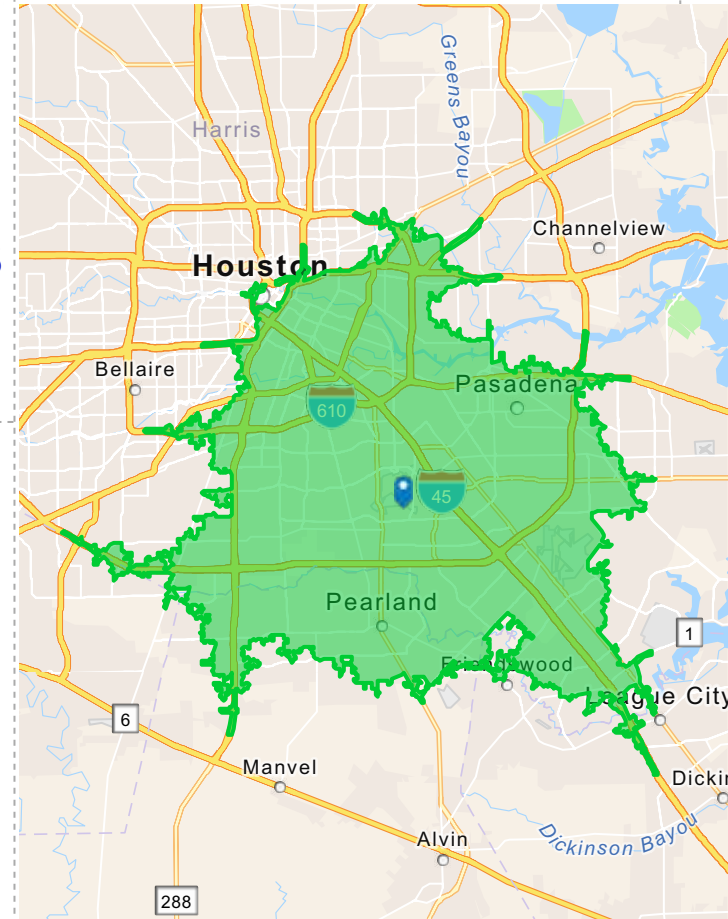 Greens Bayou
Harris
Channelview
Houston
Bellaire
Pasadena
610
45
Pearland
1
Friendswood
League City
6
Manvel
Dickin
Alvin
Dickinson Bayou
288